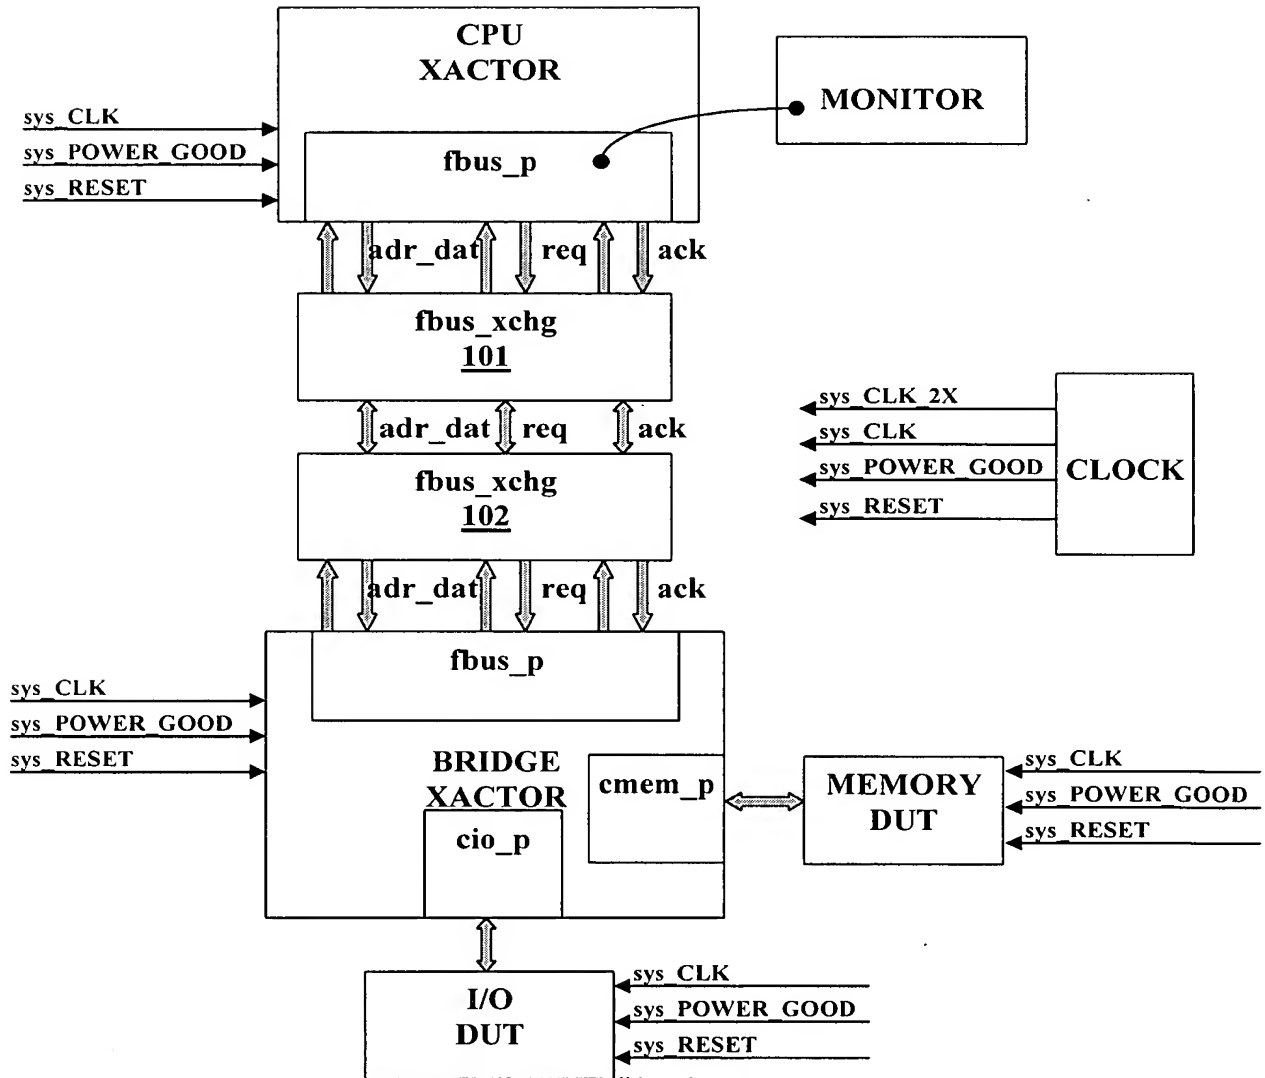 CPU
XACTOR
MONITOR
sys_CLK
sys_POWER_GOOD
sys_RESET
fbus_p
adr_dat req ack
fbus_xchg
101
adr_dat req ack
fbus_xchg
102
sys_CLK_2X
sys_CLK
sys_POWER_GOOD
sys_RESET
CLOCK
adr_dat req ack
fbus_p
sys_CLK
sys_POWER_GOOD
sys_RESET
BRIDGE
XACTOR
cmem_p
cio_p
MEMORY
DUT
sys_CLK
sys_POWER_GOOD
sys_RESET
I/O
DUT
sys_CLK
sys_POWER_GOOD
sys_RESET